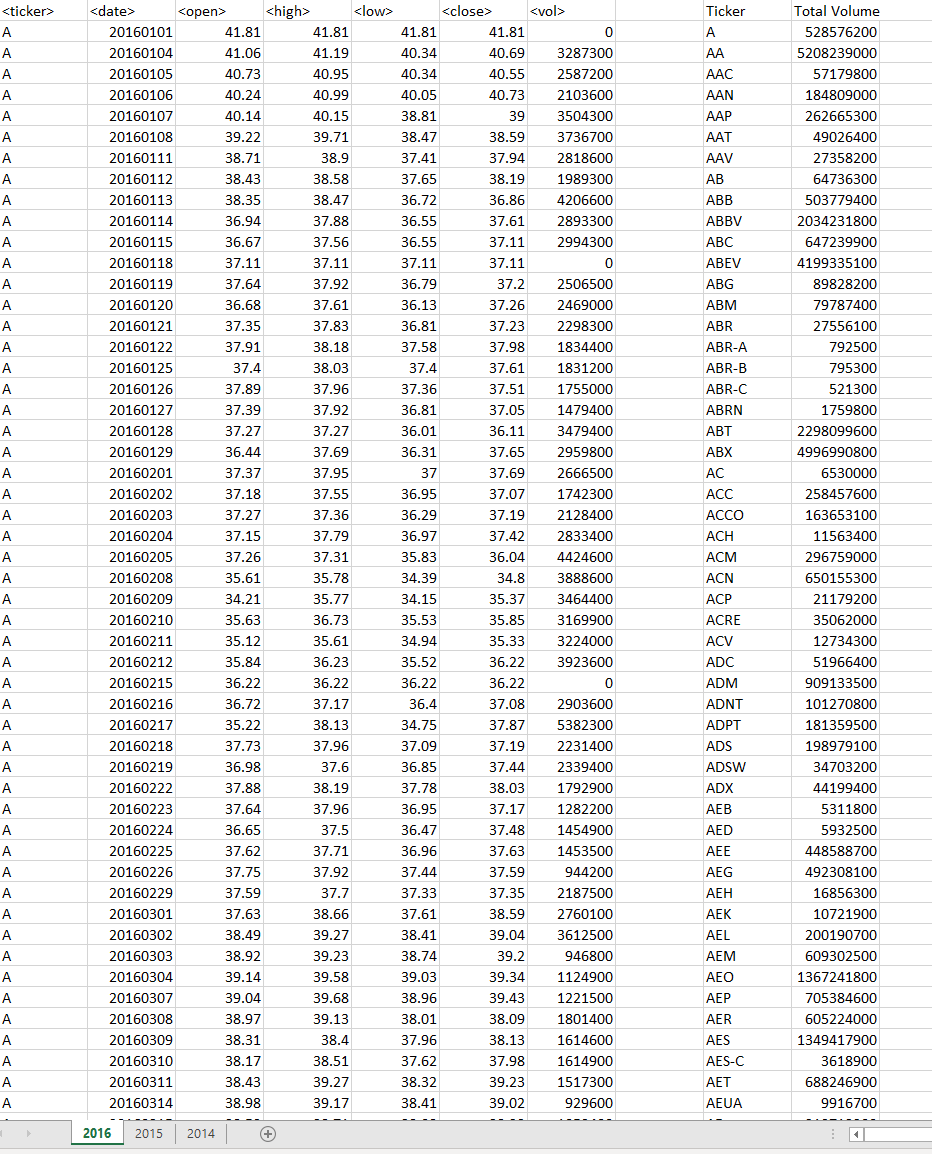 <ticker> <date> <open> <high> <low> <close> <vol> Ticker Total Volume
A 20160101 41.81 41.81 41.81 41.81 0 A 528576200
A 20160104 41.06 41.19 40.34 40.69 3287300 AA 5208239000
A 20160105 40.73 40.95 40.34 40.55 2587200 AAC 57179800
A 20160106 40.24 40.99 40.05 40.73 2103600 AAN 184809000
A 20160107 40.14 40.15 38.81 39 3504300 AAP 262665300
A 20160108 39.22 39.71 38.47 38.59 3736700 AAT 49026400
A 20160111 38.71 38.9 37.41 37.94 2818600 AAV 27358200
A 20160112 38.43 38.58 37.65 38.19 1989300 AB 64736300
A 20160113 38.35 38.47 36.72 36.86 4206600 ABB 503779400
A 20160114 36.94 37.88 36.55 37.61 2893300 ABBV 2034231800
A 20160115 36.67 37.56 36.55 37.11 2994300 ABC 647239900
A 20160118 37.11 37.11 37.11 37.11 0 ABEV 4199335100
A 20160119 37.64 37.92 36.79 37.2 2506500 ABG 89828200
A 20160120 36.68 37.61 36.13 37.26 2469000 ABM 79787400
A 20160121 37.35 37.83 36.81 37.23 2298300 ABR 27556100
A 20160122 37.91 38.18 37.58 37.98 1834400 ABR-A 792500
A 20160125 37.4 38.03 37.4 37.61 1831200 ABR-B 795300
A 20160126 37.89 37.96 37.36 37.51 1755000 ABR-C 521300
A 20160127 37.39 37.92 36.81 37.05 1479400 ABRN 1759800
A 20160128 37.27 37.27 36.01 36.11 3479400 ABT 2298099600
A 20160129 36.44 37.69 36.31 37.65 2959800 ABX 4996990800
A 20160201 37.37 37.95 37 37.69 2666500 AC 6530000
A 20160202 37.18 37.55 36.95 37.07 1742300 ACC 258457600
A 20160203 37.27 37.36 36.29 37.19 2128400 ACCO 163653100
A 20160204 37.15 37.79 36.97 37.42 2833400 ACH 11563400
A 20160205 37.26 37.31 35.83 36.04 4424600 ACM 296759000
A 20160208 35.61 35.78 34.39 34.8 3888600 ACN 650155300
A 20160209 34.21 35.77 34.15 35.37 3464400 ACP 21179200
A 20160210 35.63 36.73 35.53 35.85 3169900 ACRE 35062000
A 20160211 35.12 35.61 34.94 35.33 3224000 ACV 12734300
A 20160212 35.84 36.23 35.52 36.22 3923600 ADC 51966400
A 20160215 36.22 36.22 36.22 36.22 0 ADM 909133500
A 20160216 36.72 37.17 36.4 37.08 2903600 ADNT 101270800
A 20160217 35.22 38.13 34.75 37.87 5382300 ADPT 181359500
A 20160218 37.73 37.96 37.09 37.19 2231400 ADS 198979100
A 20160219 36.98 37.6 36.85 37.44 2339400 ADSW 34703200
A 20160222 37.88 38.19 37.78 38.03 1792900 ADX 44199400
A 20160223 37.64 37.96 36.95 37.17 1282200 AEB 5311800
A 20160224 36.65 37.5 36.47 37.48 1454900 AED 5932500
A 20160225 37.62 37.71 36.96 37.63 1453500 AEE 448588700
A 20160226 37.75 37.92 37.44 37.59 944200 AEG 492308100
A 20160229 37.59 37.7 37.33 37.35 2187500 AEH 16856300
A 20160301 37.63 38.66 37.61 38.59 2760100 AEK 10721900
A 20160302 38.49 39.27 38.41 39.04 3612500 AEL 200190700
A 20160303 38.92 39.23 38.74 39.2 946800 AEM 609302500
A 20160304 39.14 39.58 39.03 39.34 1124900 AEO 1367241800
A 20160307 39.04 39.68 38.96 39.43 1221500 AEP 705384600
A 20160308 38.97 39.13 38.01 38.09 1801400 AER 605224000
A 20160309 38.31 38.4 37.96 38.13 1614600 AES 1349417900
A 20160310 38.17 38.51 37.62 37.98 1614900 AES-C 3618900
A 20160311 38.43 39.27 38.32 39.23 1517300 AET 688246900
A 20160314 38.98 39.17 38.41 39.02 929600 AEUA 9916700
2016 2015 2014